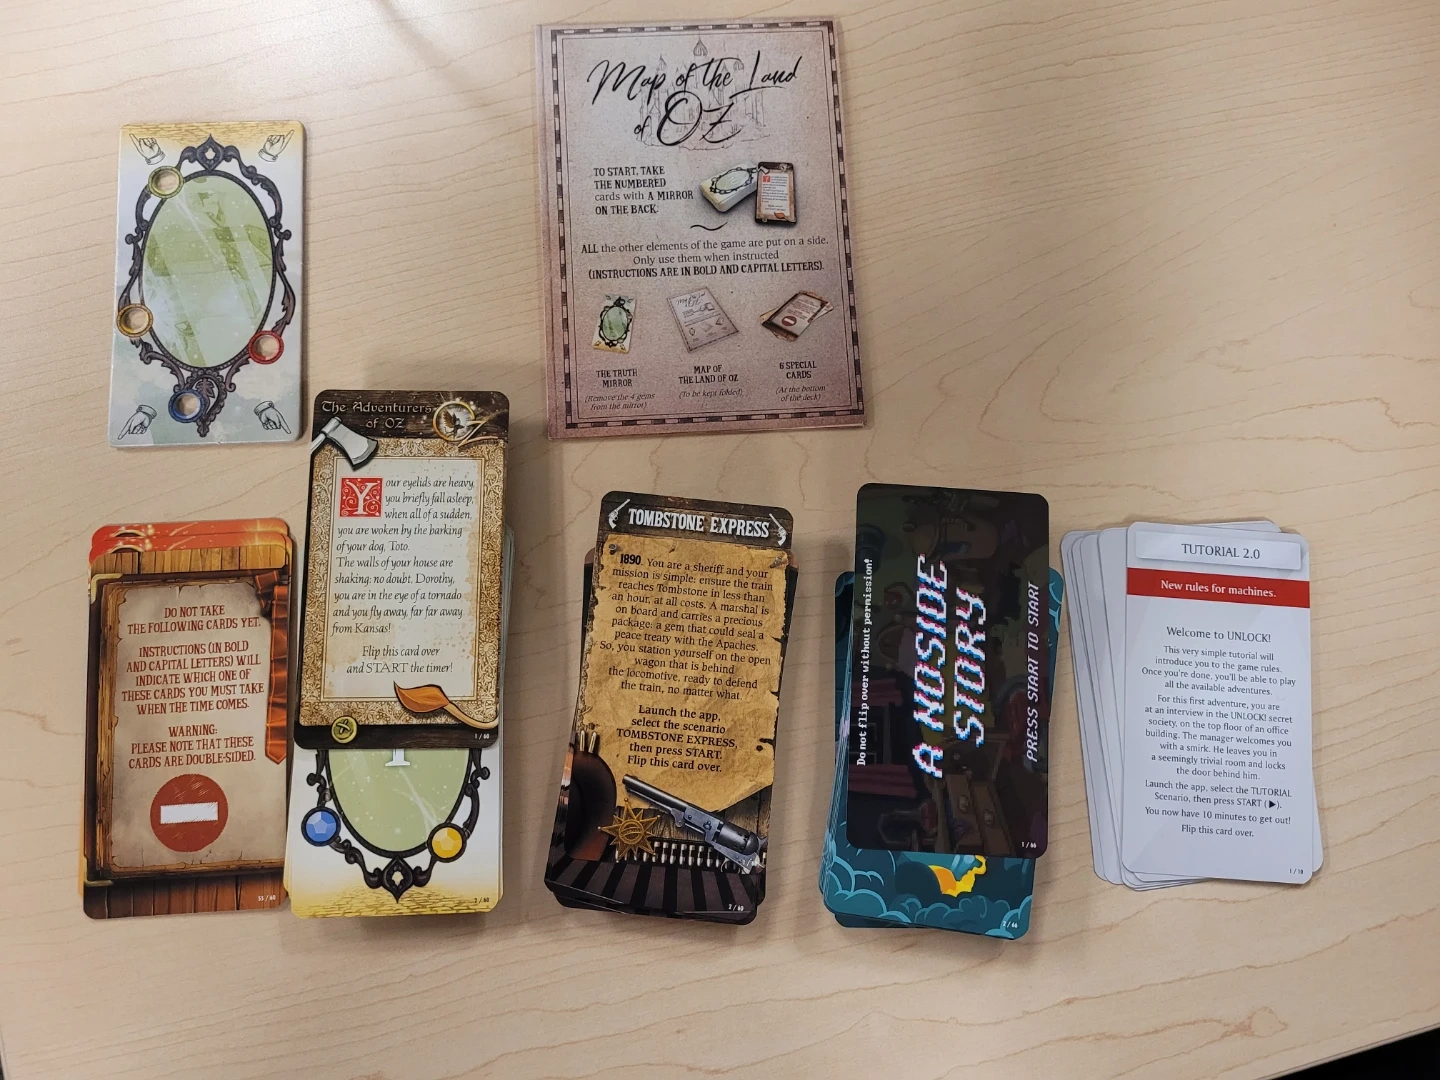 Map of the Land
of OZ
TO START, TAKE
THE NUMBERED
cards with A MIRROR
ON THE BACK.
ALL the other elements of the game are put on a side.
Only use them when instructed
(INSTRUCTIONS ARE IN BOLD AND CAPITAL LETTERS).
THE TRUTH
MIRROR
(Remove the 4 gems
from the mirror)
MAP OF
THE LAND OF OZ
(To be kept folded)
6 SPECIAL
CARDS
(At the bottom
of the deck)
DO NOT TAKE
THE FOLLOWING CARDS YET.
INSTRUCTIONS (IN BOLD
AND CAPITAL LETTERS) WILL
INDICATE WHICH ONE OF
THESE CARDS YOU MUST TAKE
WHEN THE TIME COMES.
WARNING:
PLEASE NOTE THAT THESE
CARDS ARE DOUBLE-SIDED.
55 / 60
The Adventurers
of OZ
Your eyelids are heavy,
you briefly fall asleep,
when all of a sudden,
you are woken by the barking
of your dog, Toto.
The walls of your house are
shaking: no doubt, Dorothy,
you are in the eye of a tornado
and you fly away, far far away
from Kansas!
Flip this card over
and START the timer!
1 / 60
2 / 60
TOMBSTONE EXPRESS
1890. You are a sheriff and your
mission is simple: ensure the train
reaches Tombstone in less than
an hour, at all costs. A marshal is
on board and carries a precious
package: a gem that could seal a
peace treaty with the Apaches.
So, you station yourself on the open
wagon that is behind
the locomotive, ready to defend
the train, no matter what.
Launch the app,
select the scenario
TOMBSTONE EXPRESS,
then press START.
Flip this card over.
1 / 60
2 / 60
Do not flip over without permission!
A NOSIDE
STORY
PRESS START TO START
1 / 66
2 / 66
TUTORIAL 2.0
New rules for machines.
Welcome to UNLOCK!
This very simple tutorial will
introduce you to the game rules.
Once done, you'll be able to play
all the available adventures.
For this first adventure, you are
at an interview in the UNLOCK! secret
society, on the top floor of an office
building. The manager welcomes you
with a smirk. He leaves you in
a seemingly trivial room and locks
the door behind him.
Launch the app, select the TUTORIAL
Scenario, then press START (▶).
You now have 10 minutes to get out!
Flip this card over.
1 / 10